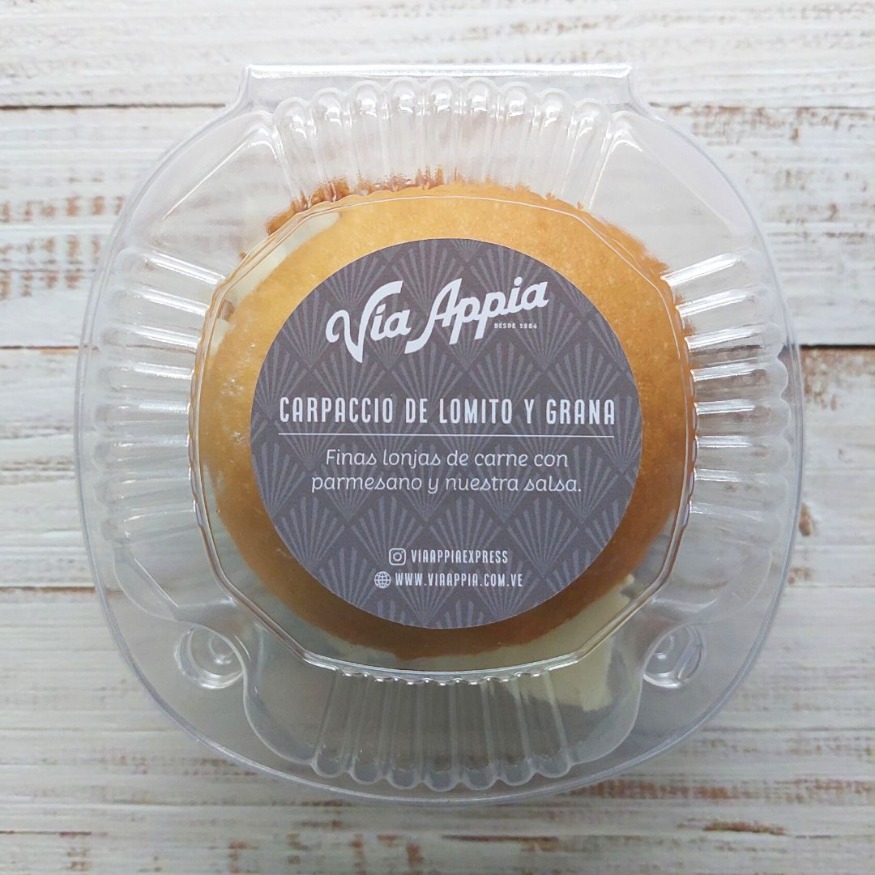 Vía Appia
DESDE 1984
CARPACCIO DE LOMITO Y GRANA
Finas lonjas de carne con
parmesano y nuestra salsa.
VIAAPPIAEXPRESS
WWW.VIAAPPIA.COM.VE